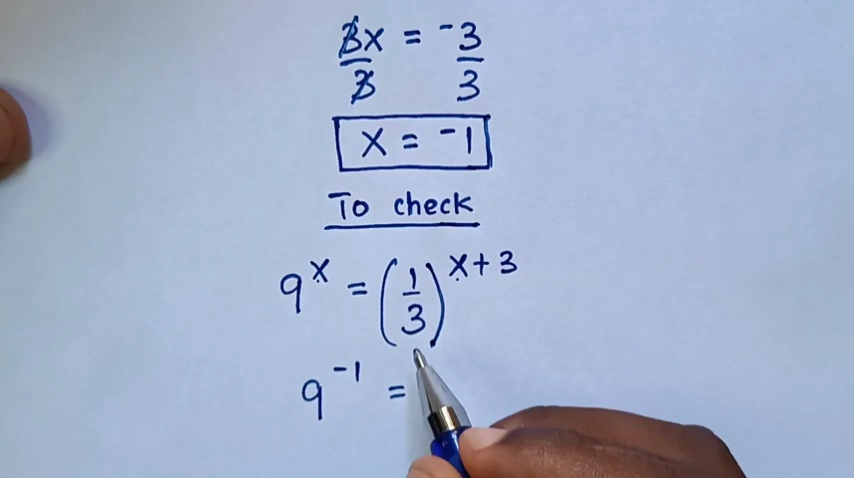 3x/3 = -3/3
x = -1
To check
9^x = (1/3)^x+3
9^-1 =